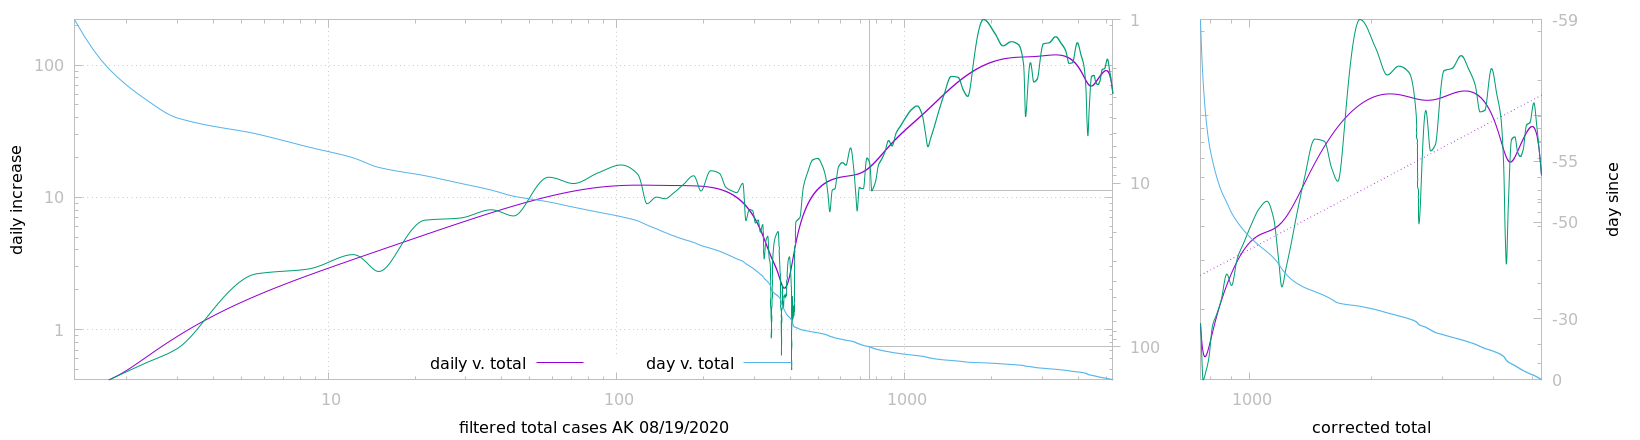 daily increase
100
10
1
daily v. total
day v. total
10
100
1000
filtered total cases AK 08/19/2020
1
10
100
1000
corrected total
-59
-55
-50
-30
0
day since